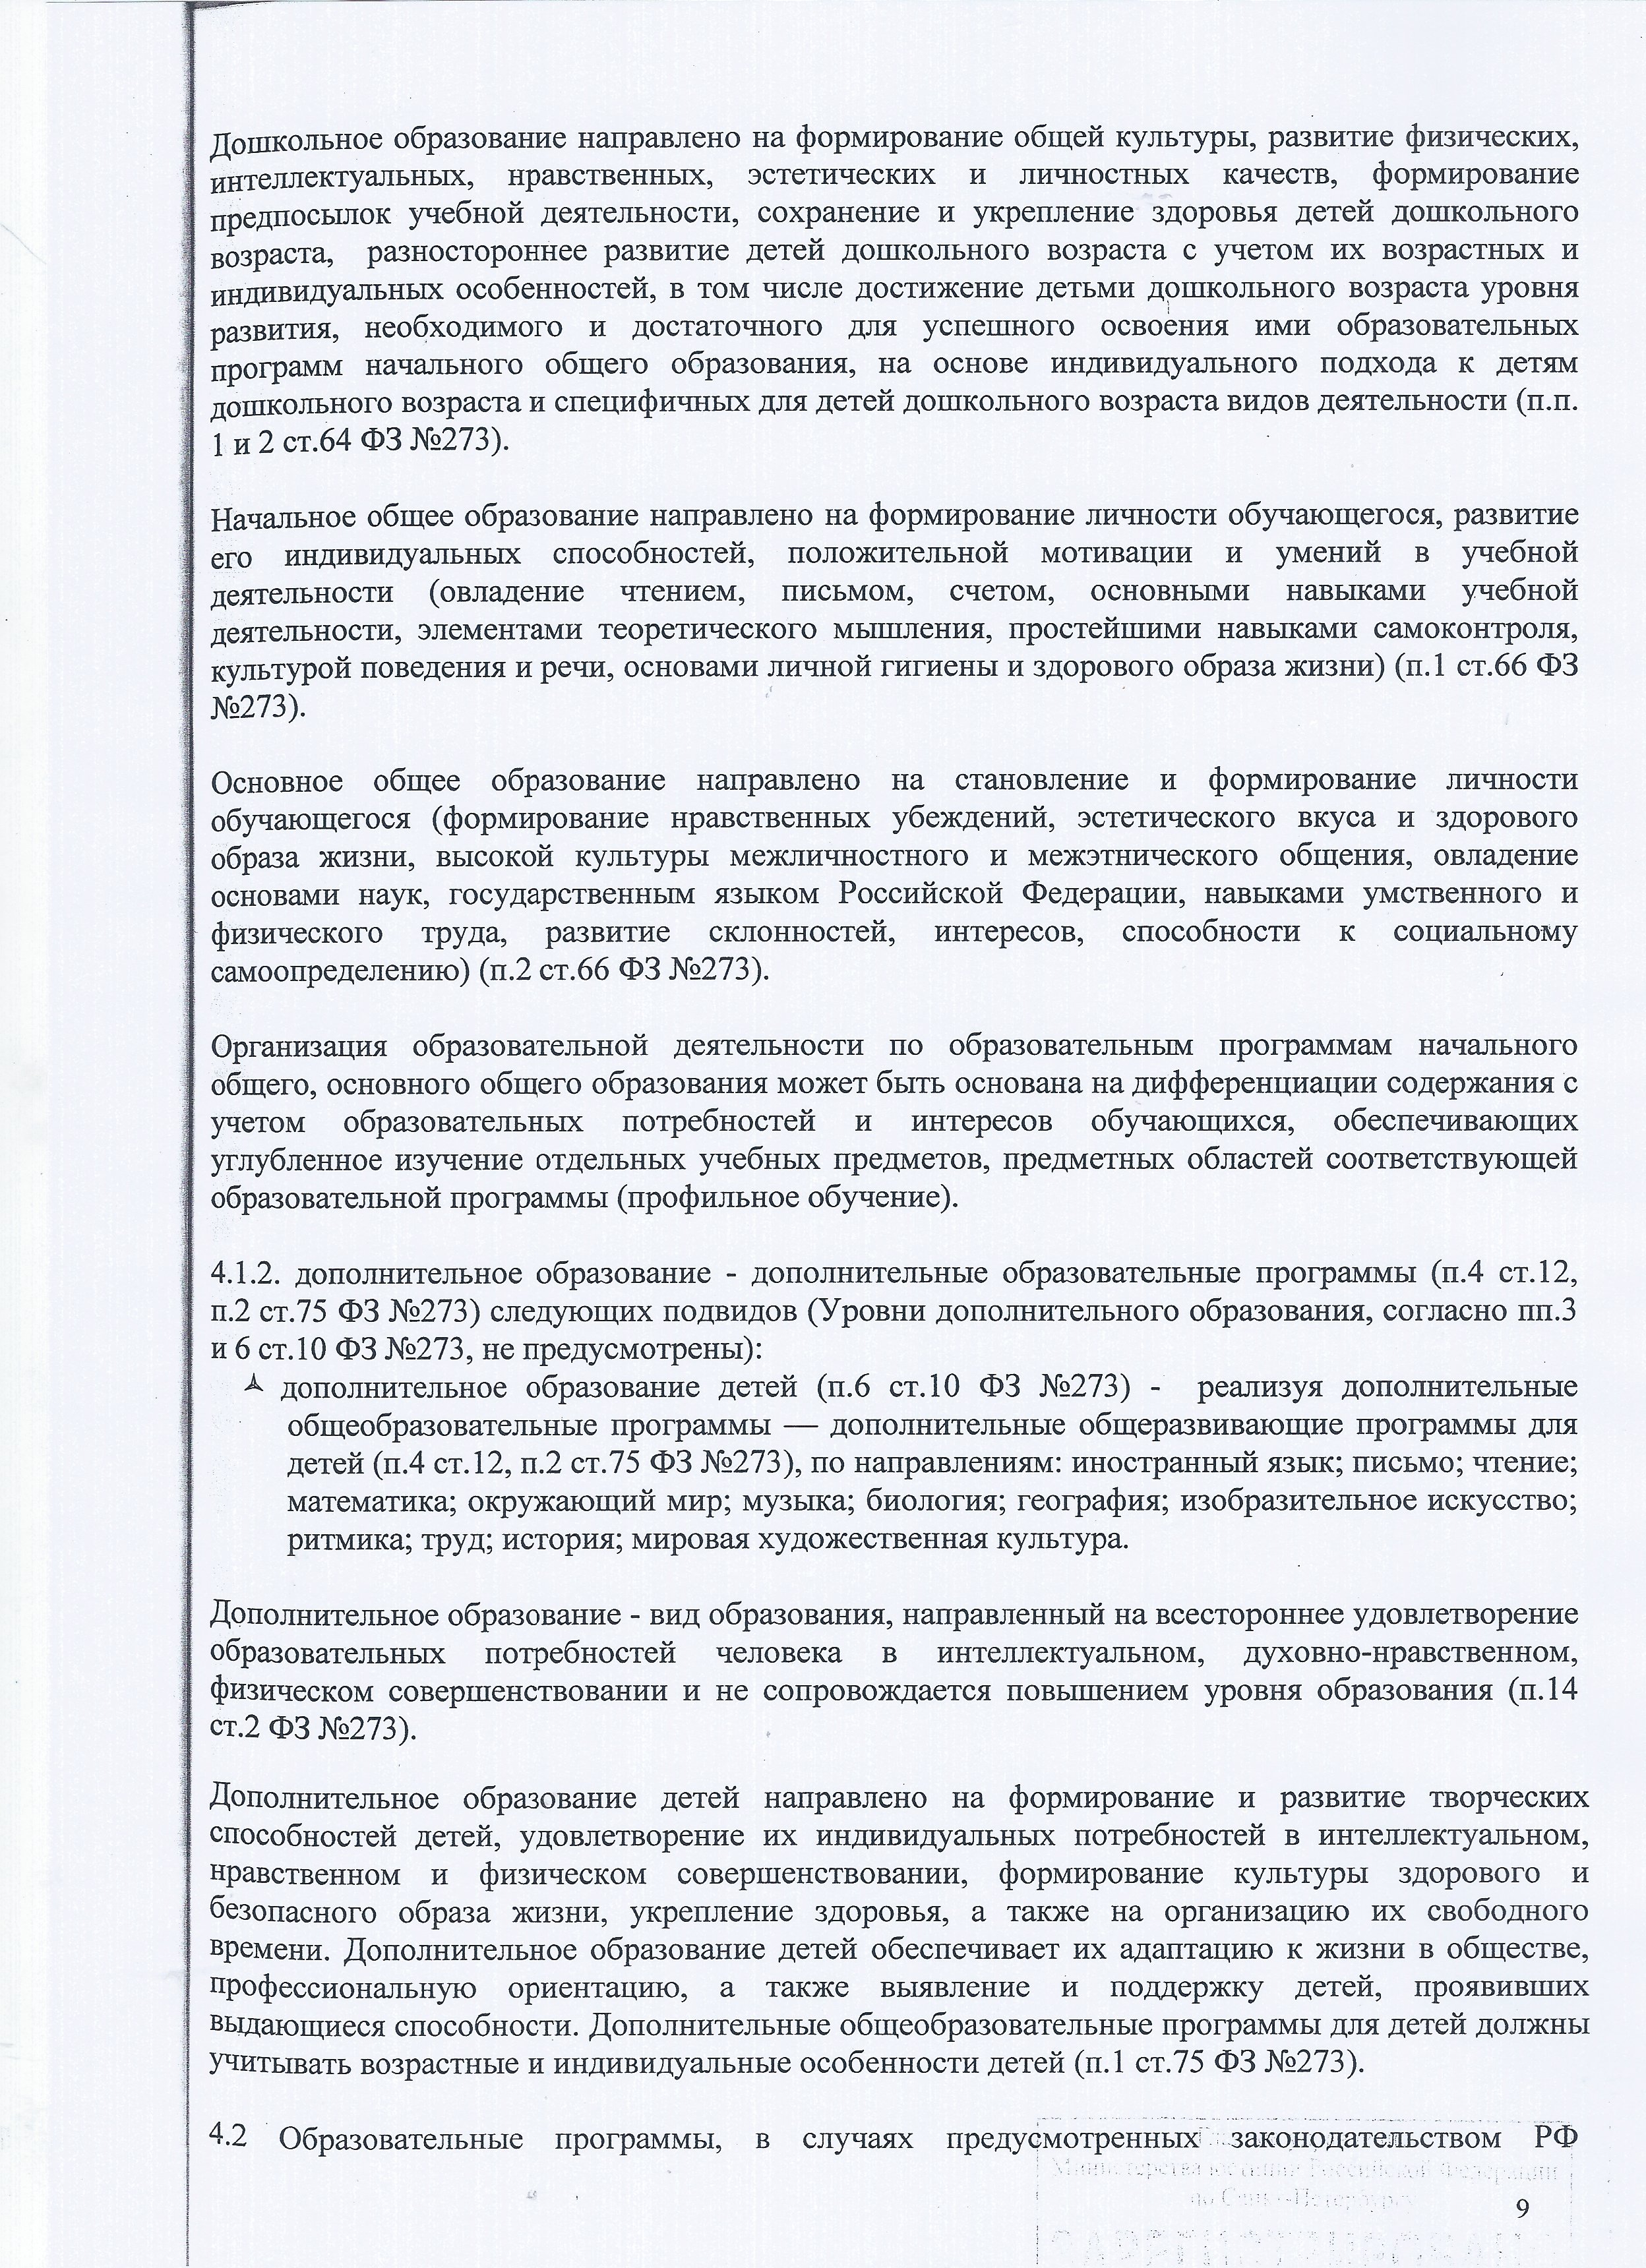 Дошкольное образование направлено на формирование общей культуры, развитие физических,
интеллектуальных, нравственных, эстетических и личностных качеств, формирование
предпосылок учебной деятельности, сохранение и укрепление здоровья детей дошкольного
возраста, разностороннее развитие детей дошкольного возраста с учетом их возрастных и
индивидуальных особенностей, в том числе достижение детьми дошкольного возраста уровня
развития, необходимого и достаточного для успешного освоения ими образовательных
программ начального общего образования, на основе индивидуального подхода к детям
дошкольного возраста и специфичных для детей дошкольного возраста видов деятельности (п.п.
1 и 2 ст.64 ФЗ №273).
Начальное общее образование направлено на формирование личности обучающегося, развитие
его индивидуальных способностей, положительной мотивации и умений в учебной
деятельности (овладение чтением, письмом, счетом, основными навыками учебной
деятельности, элементами теоретического мышления, простейшими навыками самоконтроля,
культурой поведения и речи, основами личной гигиены и здорового образа жизни) (п.1 ст.66 ФЗ
№273).
Основное общее образование направлено на становление и формирование личности
обучающегося (формирование нравственных убеждений, эстетического вкуса и здорового
образа жизни, высокой культуры межличностного и межэтнического общения, овладение
основами наук, государственным языком Российской Федерации, навыками умственного и
физического труда, развитие склонностей, интересов, способности к социальному
самоопределению) (п.2 ст.66 ФЗ №273).
Организация образовательной деятельности по образовательным программам начального
общего, основного общего образования может быть основана на дифференциации содержания с
учетом образовательных потребностей и интересов обучающихся, обеспечивающих
углубленное изучение отдельных учебных предметов, предметных областей соответствующей
образовательной программы (профильное обучение).
4.1.2. дополнительное образование - дополнительные образовательные программы (п.4 ст.12,
п.2 ст.75 ФЗ №273) следующих подвидов (Уровни дополнительного образования, согласно пп.3
и 6 ст.10 ФЗ №273, не предусмотрены):
дополнительное образование детей (п.6 ст.10 ФЗ №273) - реализуя дополнительные
общеобразовательные программы — дополнительные общеразвивающие программы для
детей (п.4 ст.12, п.2 ст.75 ФЗ №273), по направлениям: иностранный язык; письмо; чтение;
математика; окружающий мир; музыка; биология; география; изобразительное искусство;
ритмика; труд; история; мировая художественная культура.
Дополнительное образование - вид образования, направленный на всестороннее удовлетворение
образовательных потребностей человека в интеллектуальном, духовно-нравственном,
физическом совершенствовании и не сопровождается повышением уровня образования (п.14
ст.2 ФЗ №273).
Дополнительное образование детей направлено на формирование и развитие творческих
способностей детей, удовлетворение их индивидуальных потребностей в интеллектуальном,
нравственном и физическом совершенствовании, формирование культуры здорового и
безопасного образа жизни, укрепление здоровья, а также на организацию их свободного
времени. Дополнительное образование детей обеспечивает их адаптацию к жизни в обществе,
профессиональную ориентацию, а также выявление и поддержку детей, проявивших
выдающиеся способности. Дополнительные общеобразовательные программы для детей должны
учитывать возрастные и индивидуальные особенности детей (п.1 ст.75 ФЗ №273).
4.2 Образовательные программы, в случаях предусмотренных законодательством РФ
Министерства юстиции Российской Федерации
по Санкт-Петербургу
9